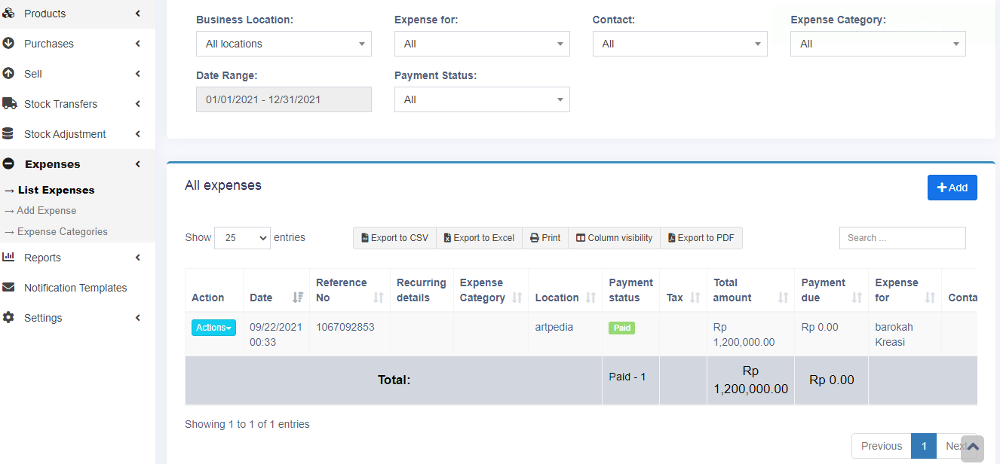 Products
Purchases
Sell
Stock Transfers
Stock Adjustment
Expenses
→ List Expenses
→ Add Expense
→ Expense Categories
Reports
Notification Templates
Settings
Business Location: Expense for: Contact: Expense Category:
All locations All All All
Date Range: Payment Status:
01/01/2021 - 12/31/2021 All
All expenses
Add
Show 25 entries Export to CSV Export to Excel Print Column visibility Export to PDF Search ...
Reference Recurring Expense Payment Total Payment Expense
Action Date No details Category Location status Tax amount due for Conta
Actions 09/22/2021 1067092853 artpedia Paid Rp Rp 0.00 barokah
00:33 1,200,000.00 Kreasi
Total: Paid - 1 Rp Rp 0.00
1,200,000.00
Showing 1 to 1 of 1 entries
Previous 1 Next